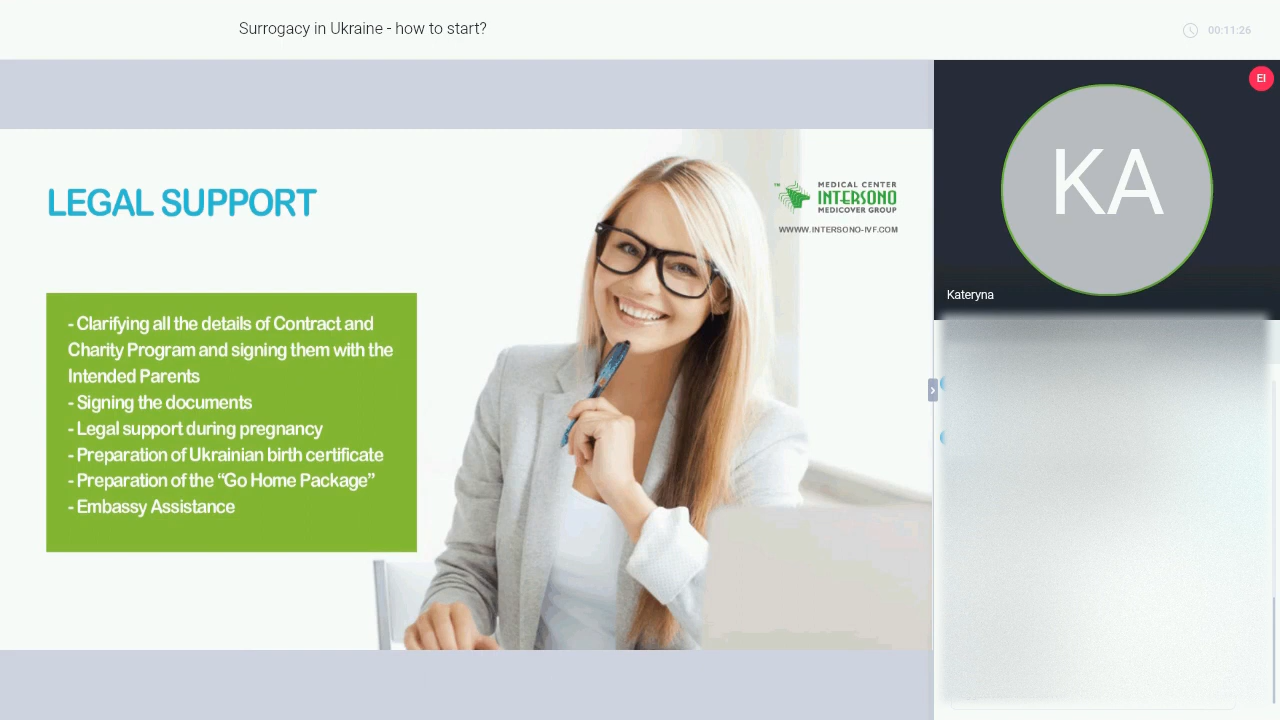 Surrogacy in Ukraine - how to start?
00:11:26
LEGAL SUPPORT
TM
MEDICAL CENTER
INTERSONO
MEDICOVER GROUP
WWWW.INTERSONO-IVF.COM
- Clarifying all the details of Contract and
Charity Program and signing them with the
Intended Parents
- Signing the documents
- Legal support during pregnancy
- Preparation of Ukrainian birth certificate
- Preparation of the “Go Home Package”
- Embassy Assistance
EI
KA
Kateryna